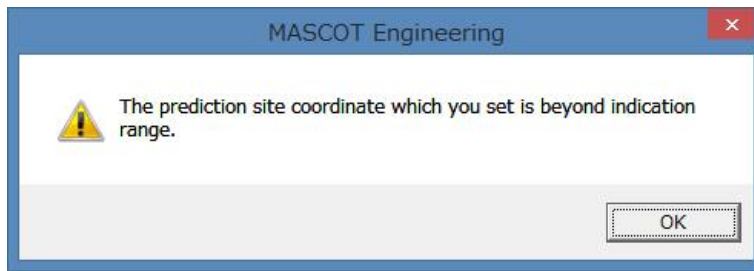 MASCOT Engineering
The prediction site coordinate which you set is beyond indication
range.
OK